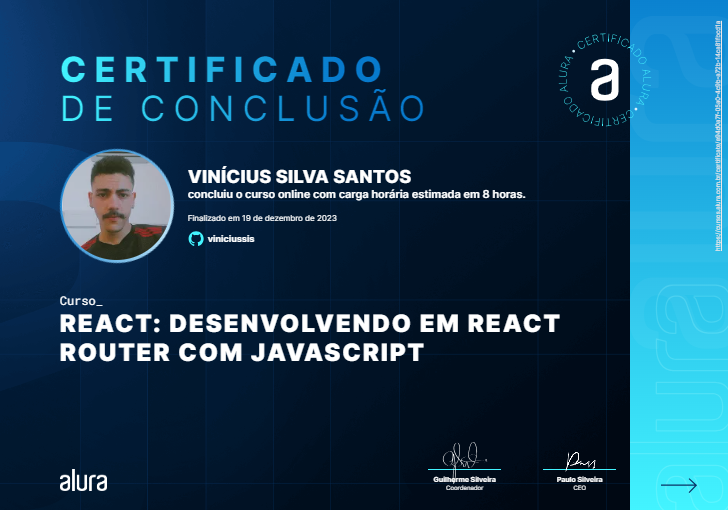 CERTIFICADO
DE CONCLUSÃO
CERTIFICADO ALURA • CERTIFICADO ALURA •
a
VINÍCIUS SILVA SANTOS
concluiu o curso online com carga horária estimada em 8 horas.
Finalizado em 19 de dezembro de 2023
viniciussis
Curso_
REACT: DESENVOLVENDO EM REACT
ROUTER COM JAVASCRIPT
alura
Guilherme Silveira
Coordenador
Paulo Silveira
CEO
alura